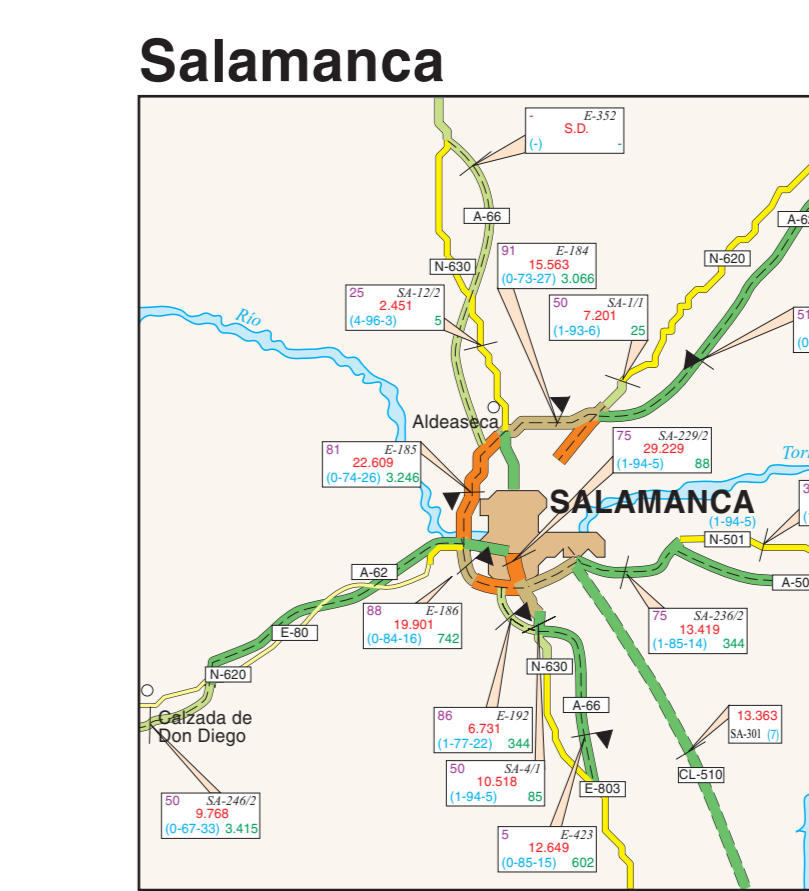 Salamanca
- E-352
S.D.
(-) -
A-66
A-62
N-620
N-630
91 E-184
15.563
(0-73-27) 3.066
25 SA-12/2
2.451
(4-96-3) 5
50 SA-1/1
7.201
(1-93-6) 25
51
(0
Río
Aldeaseca
81 E-185
22.609
(0-74-26) 3.246
75 SA-229/2
29.229
(1-94-5) 88
Tor
SALAMANCA
3
(1-94-5)
(
N-501
A-62
A-50
88 E-186
19.901
(0-84-16) 742
75 SA-236/2
13.419
(1-85-14) 344
E-80
N-620
N-630
Calzada de
Don Diego
A-66
86 E-192
6.731
(1-77-22) 344
13.363
SA-301 (7)
50 SA-4/1
10.518
(1-94-5) 85
CL-510
E-803
50 SA-246/2
9.768
(0-67-33) 3.415
5 E-423
12.649
(0-85-15) 602